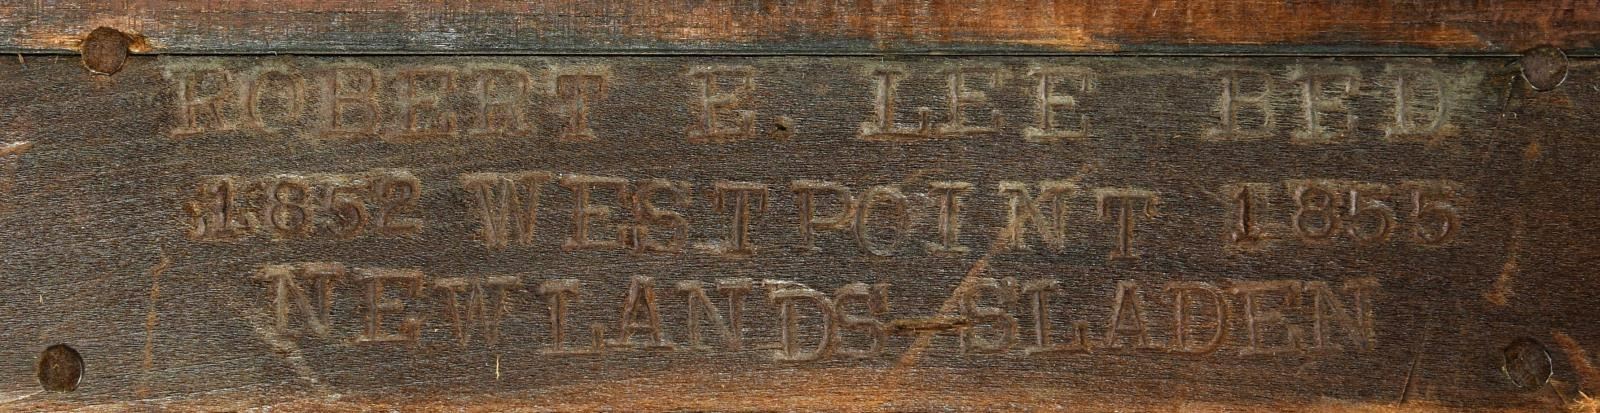 ROBERT E. LEE BED
1852 WESTPOINT 1855
NEWLANDS—SLADEN